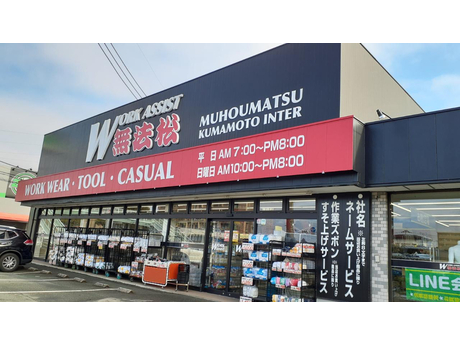 WORK ASSIST
無法松
MUHOUMATSU
KUMAMOTO INTER
WORK WEAR・TOOL・CASUAL
平 日 AM 7:00〜PM8:00
日曜日 AM10:00〜PM8:00
社名
ネームサービス
作業ズボン
すそ上げサービス
LINE